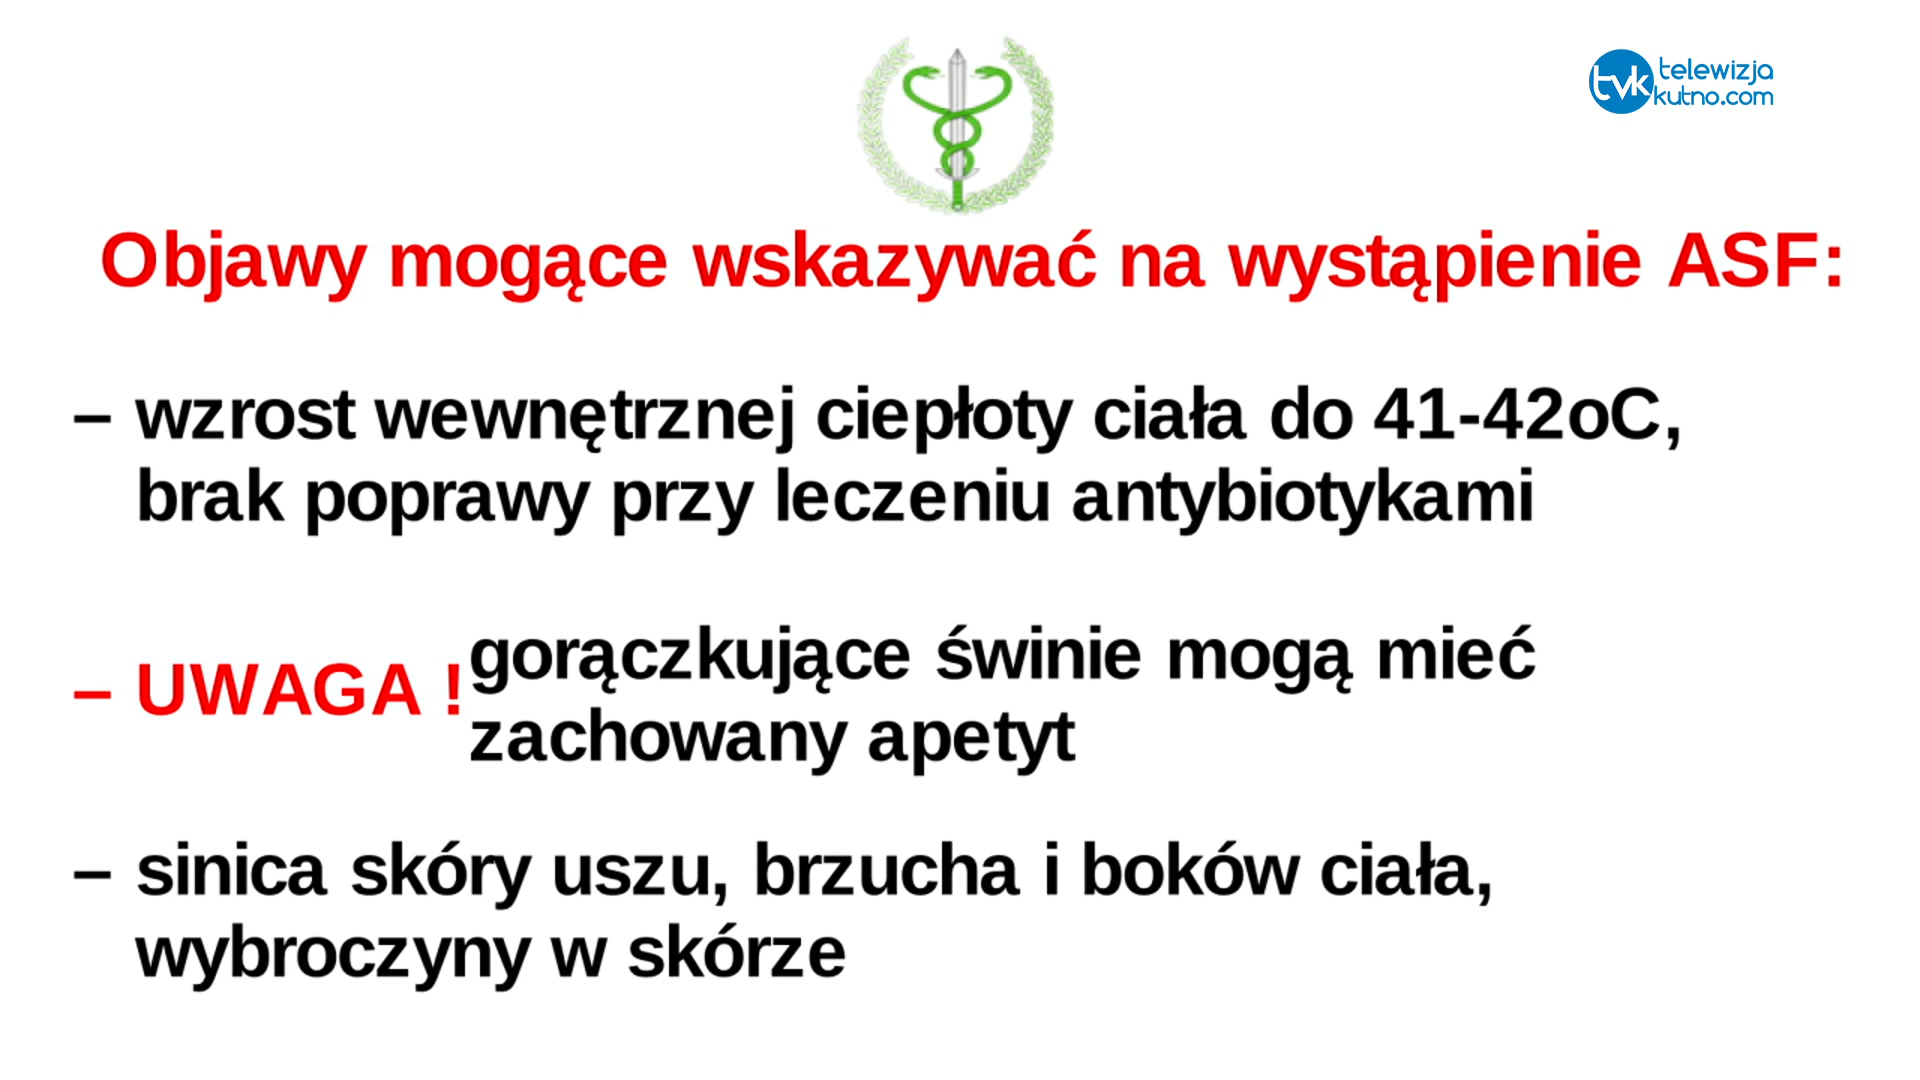 tvk telewizja
kutno.com
Objawy mogące wskazywać na wystąpienie ASF:
– wzrost wewnętrznej ciepłoty ciała do 41-42oC,
brak poprawy przy leczeniu antybiotykami
– UWAGA ! gorączkujące świnie mogą mieć
zachowany apetyt
– sinica skóry uszu, brzucha i boków ciała,
wybroczyny w skórze